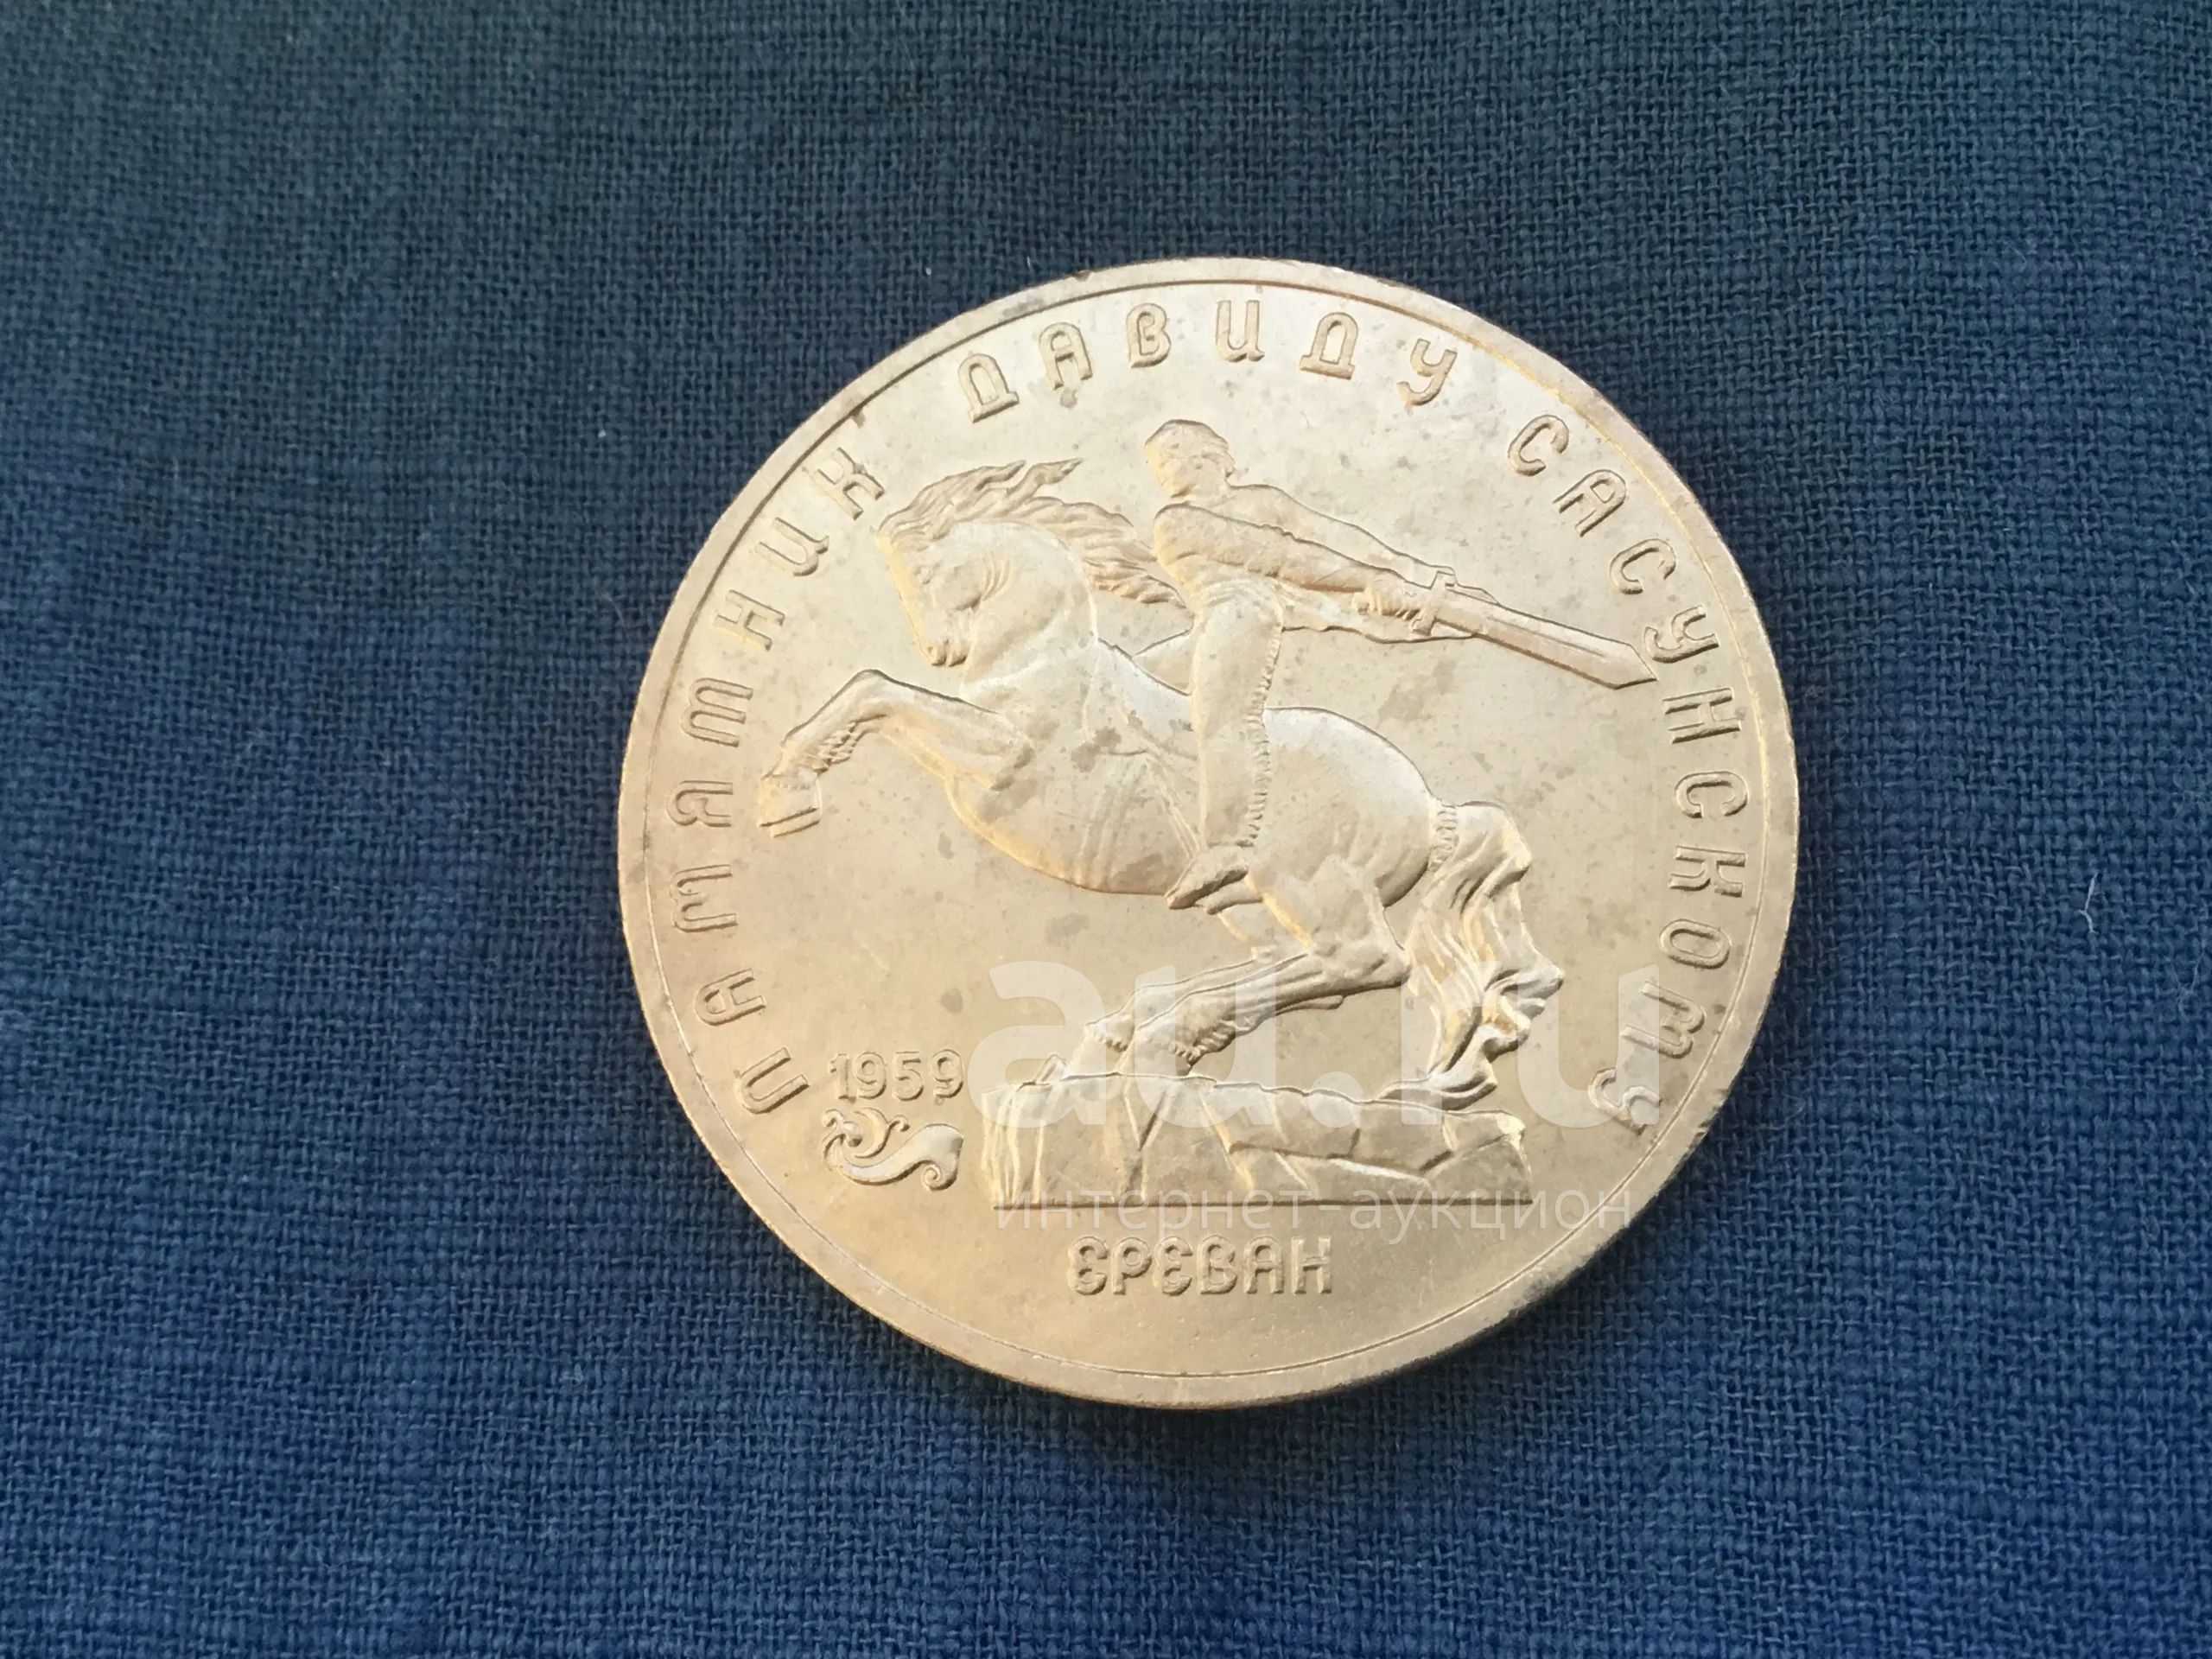 ПАМЯТНИК ДАВИДУ САСУНСКОМУ
1959
ЕРЕВАН
au.ru
интернет-аукцион